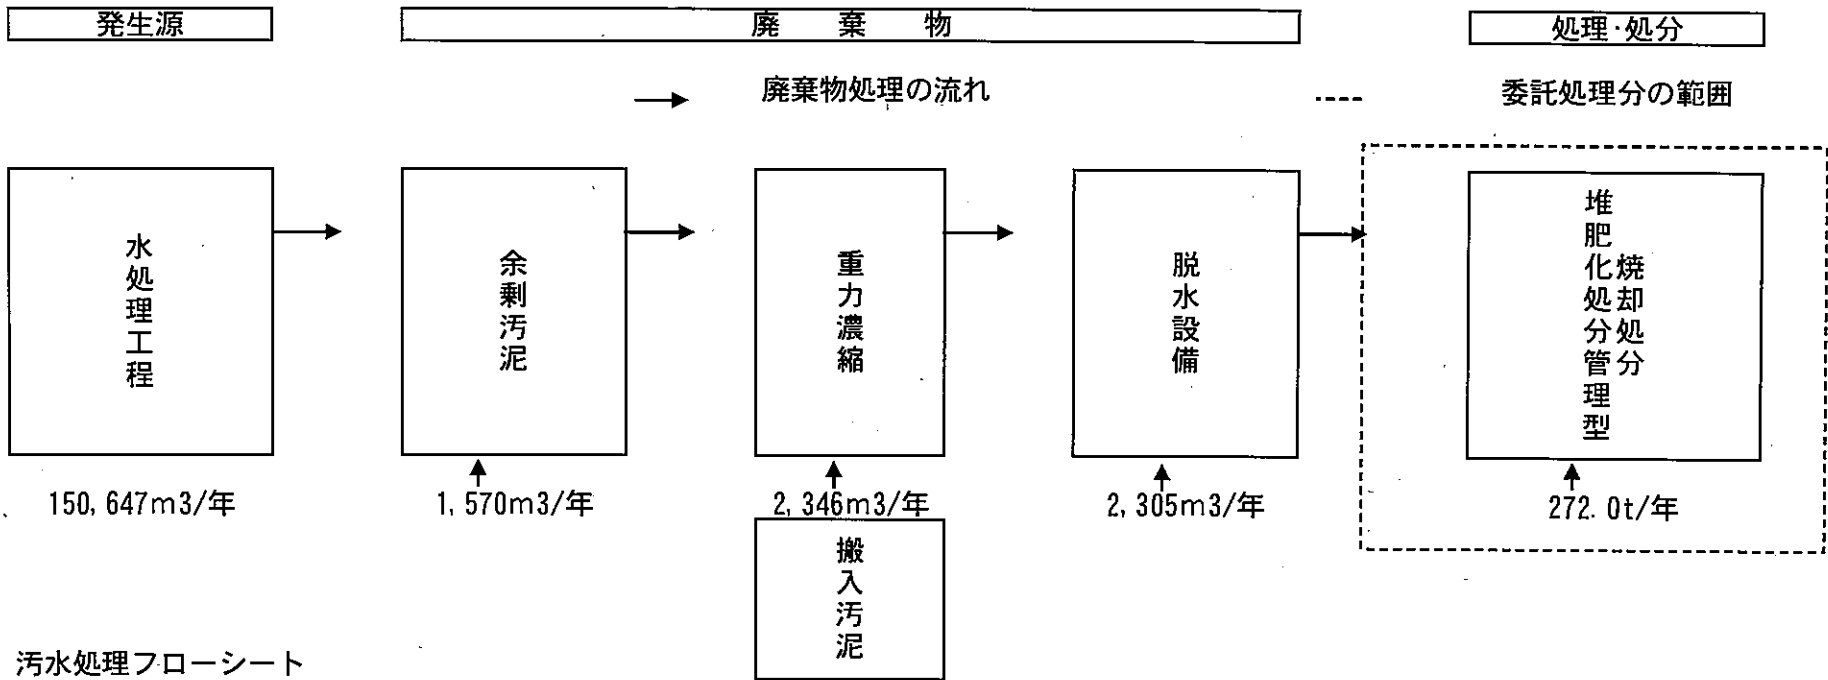 発生源
廃棄物
処理・処分
廃棄物処理の流れ
委託処理分の範囲
水処理工程
余剰汚泥
重力濃縮
脱水設備
堆肥化処分管理型
焼却処分
150,647m3/年
1,570m3/年
2,346m3/年
2,305m3/年
272.0t/年
搬入汚泥
汚水処理フローシート